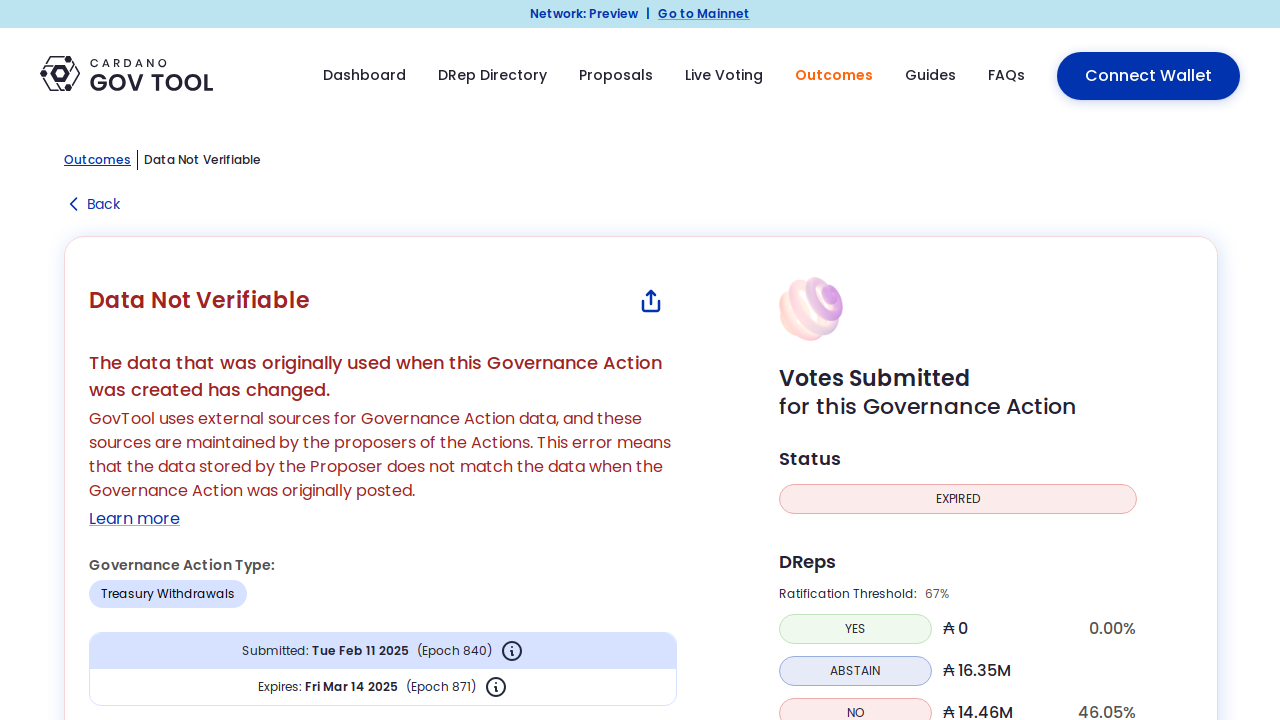 Network: Preview | Go to Mainnet
CARDANO
GOV TOOL
Dashboard
DRep Directory
Proposals
Live Voting
Outcomes
Guides
FAQs
Connect Wallet
Outcomes
Data Not Verifiable
Back
Data Not Verifiable
The data that was originally used when this Governance Action
was created has changed.
GovTool uses external sources for Governance Action data, and these
sources are maintained by the proposers of the Actions. This error means
that the data stored by the Proposer does not match the data when the
Governance Action was originally posted.
Learn more
Governance Action Type:
Treasury Withdrawals
Submitted: Tue Feb 11 2025 (Epoch 840)
Expires: Fri Mar 14 2025 (Epoch 871)
Votes Submitted
for this Governance Action
Status
EXPIRED
DReps
Ratification Threshold: 67%
YES ₳ 0 0.00%
ABSTAIN ₳ 16.35M
NO ₳ 14.46M 46.05%